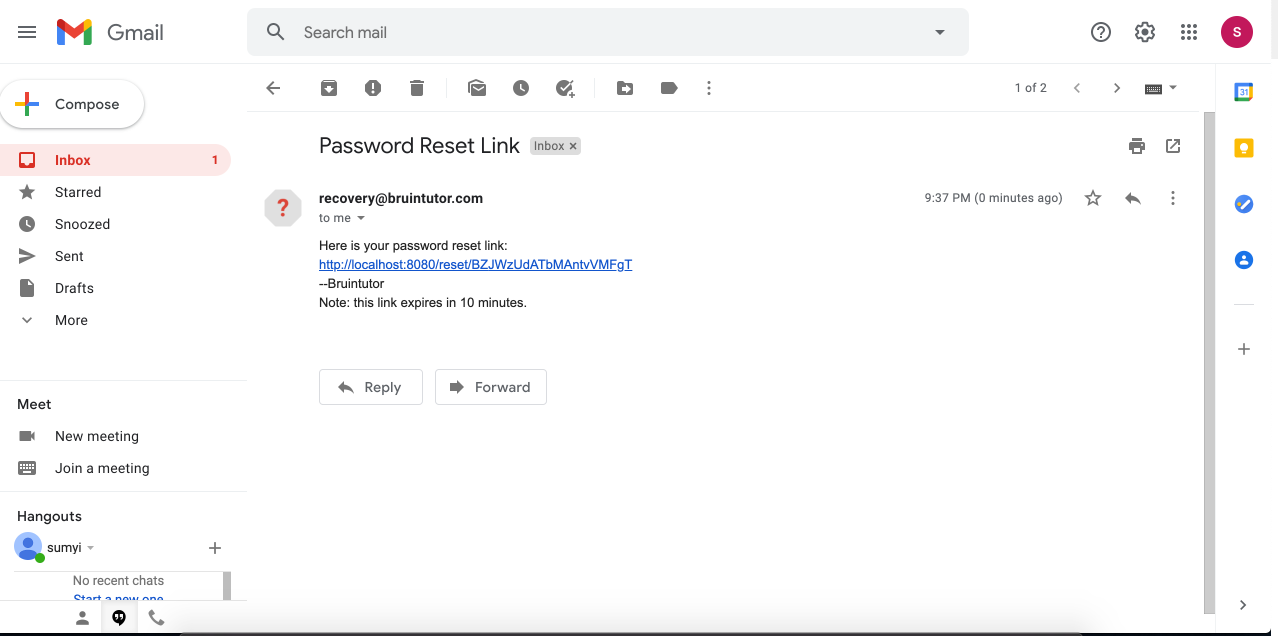 Gmail
Search mail
S
Compose
1 of 2
31
Password Reset Link
Inbox ×
Inbox 1
Starred
Snoozed
Sent
Drafts
More
?
recovery@bruintutor.com
9:37 PM (0 minutes ago)
to me
Here is your password reset link:
http://localhost:8080/reset/BZJWzUdATbMAntvVMFgT
--Bruintutor
Note: this link expires in 10 minutes.
Reply
Forward
Meet
New meeting
Join a meeting
Hangouts
sumyi
No recent chats
Start a new one